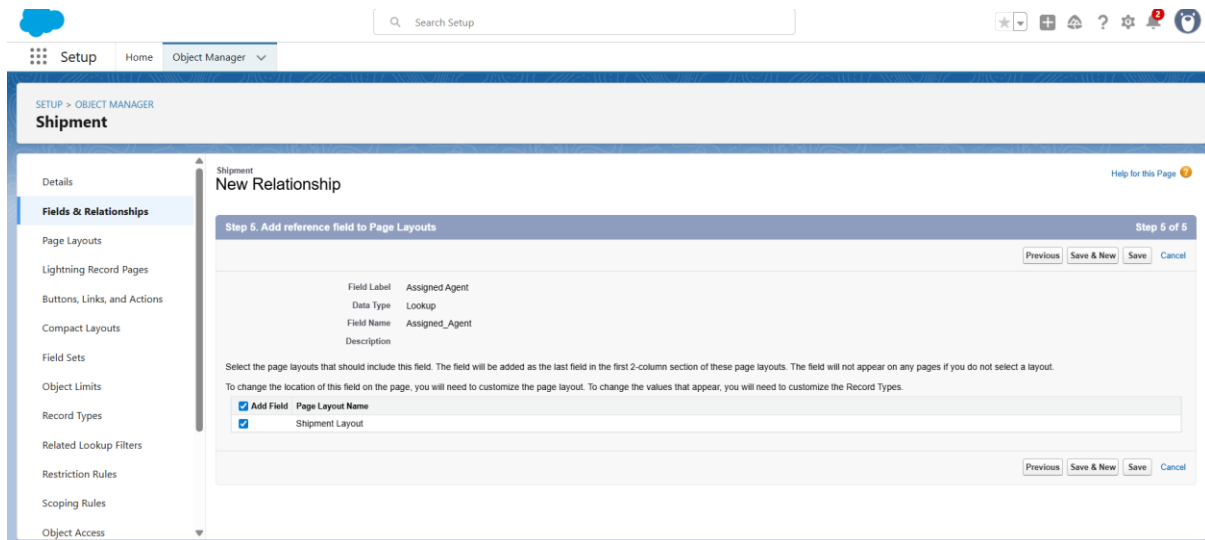 Search Setup
2
Setup Home Object Manager
SETUP > OBJECT MANAGER
Shipment
Details
Fields & Relationships
Page Layouts
Lightning Record Pages
Buttons, Links, and Actions
Compact Layouts
Field Sets
Object Limits
Record Types
Related Lookup Filters
Restriction Rules
Scoping Rules
Object Access
Shipment
New Relationship
Help for this Page ?
Step 5. Add reference field to Page Layouts Step 5 of 5
Previous Save & New Save Cancel
Field Label Assigned Agent
Data Type Lookup
Field Name Assigned_Agent
Description
Select the page layouts that should include this field. The field will be added as the last field in the first 2-column section of these page layouts. The field will not appear on any pages if you do not select a layout.
To change the location of this field on the page, you will need to customize the page layout. To change the values that appear, you will need to customize the Record Types.
Add Field Page Layout Name
Shipment Layout
Previous Save & New Save Cancel